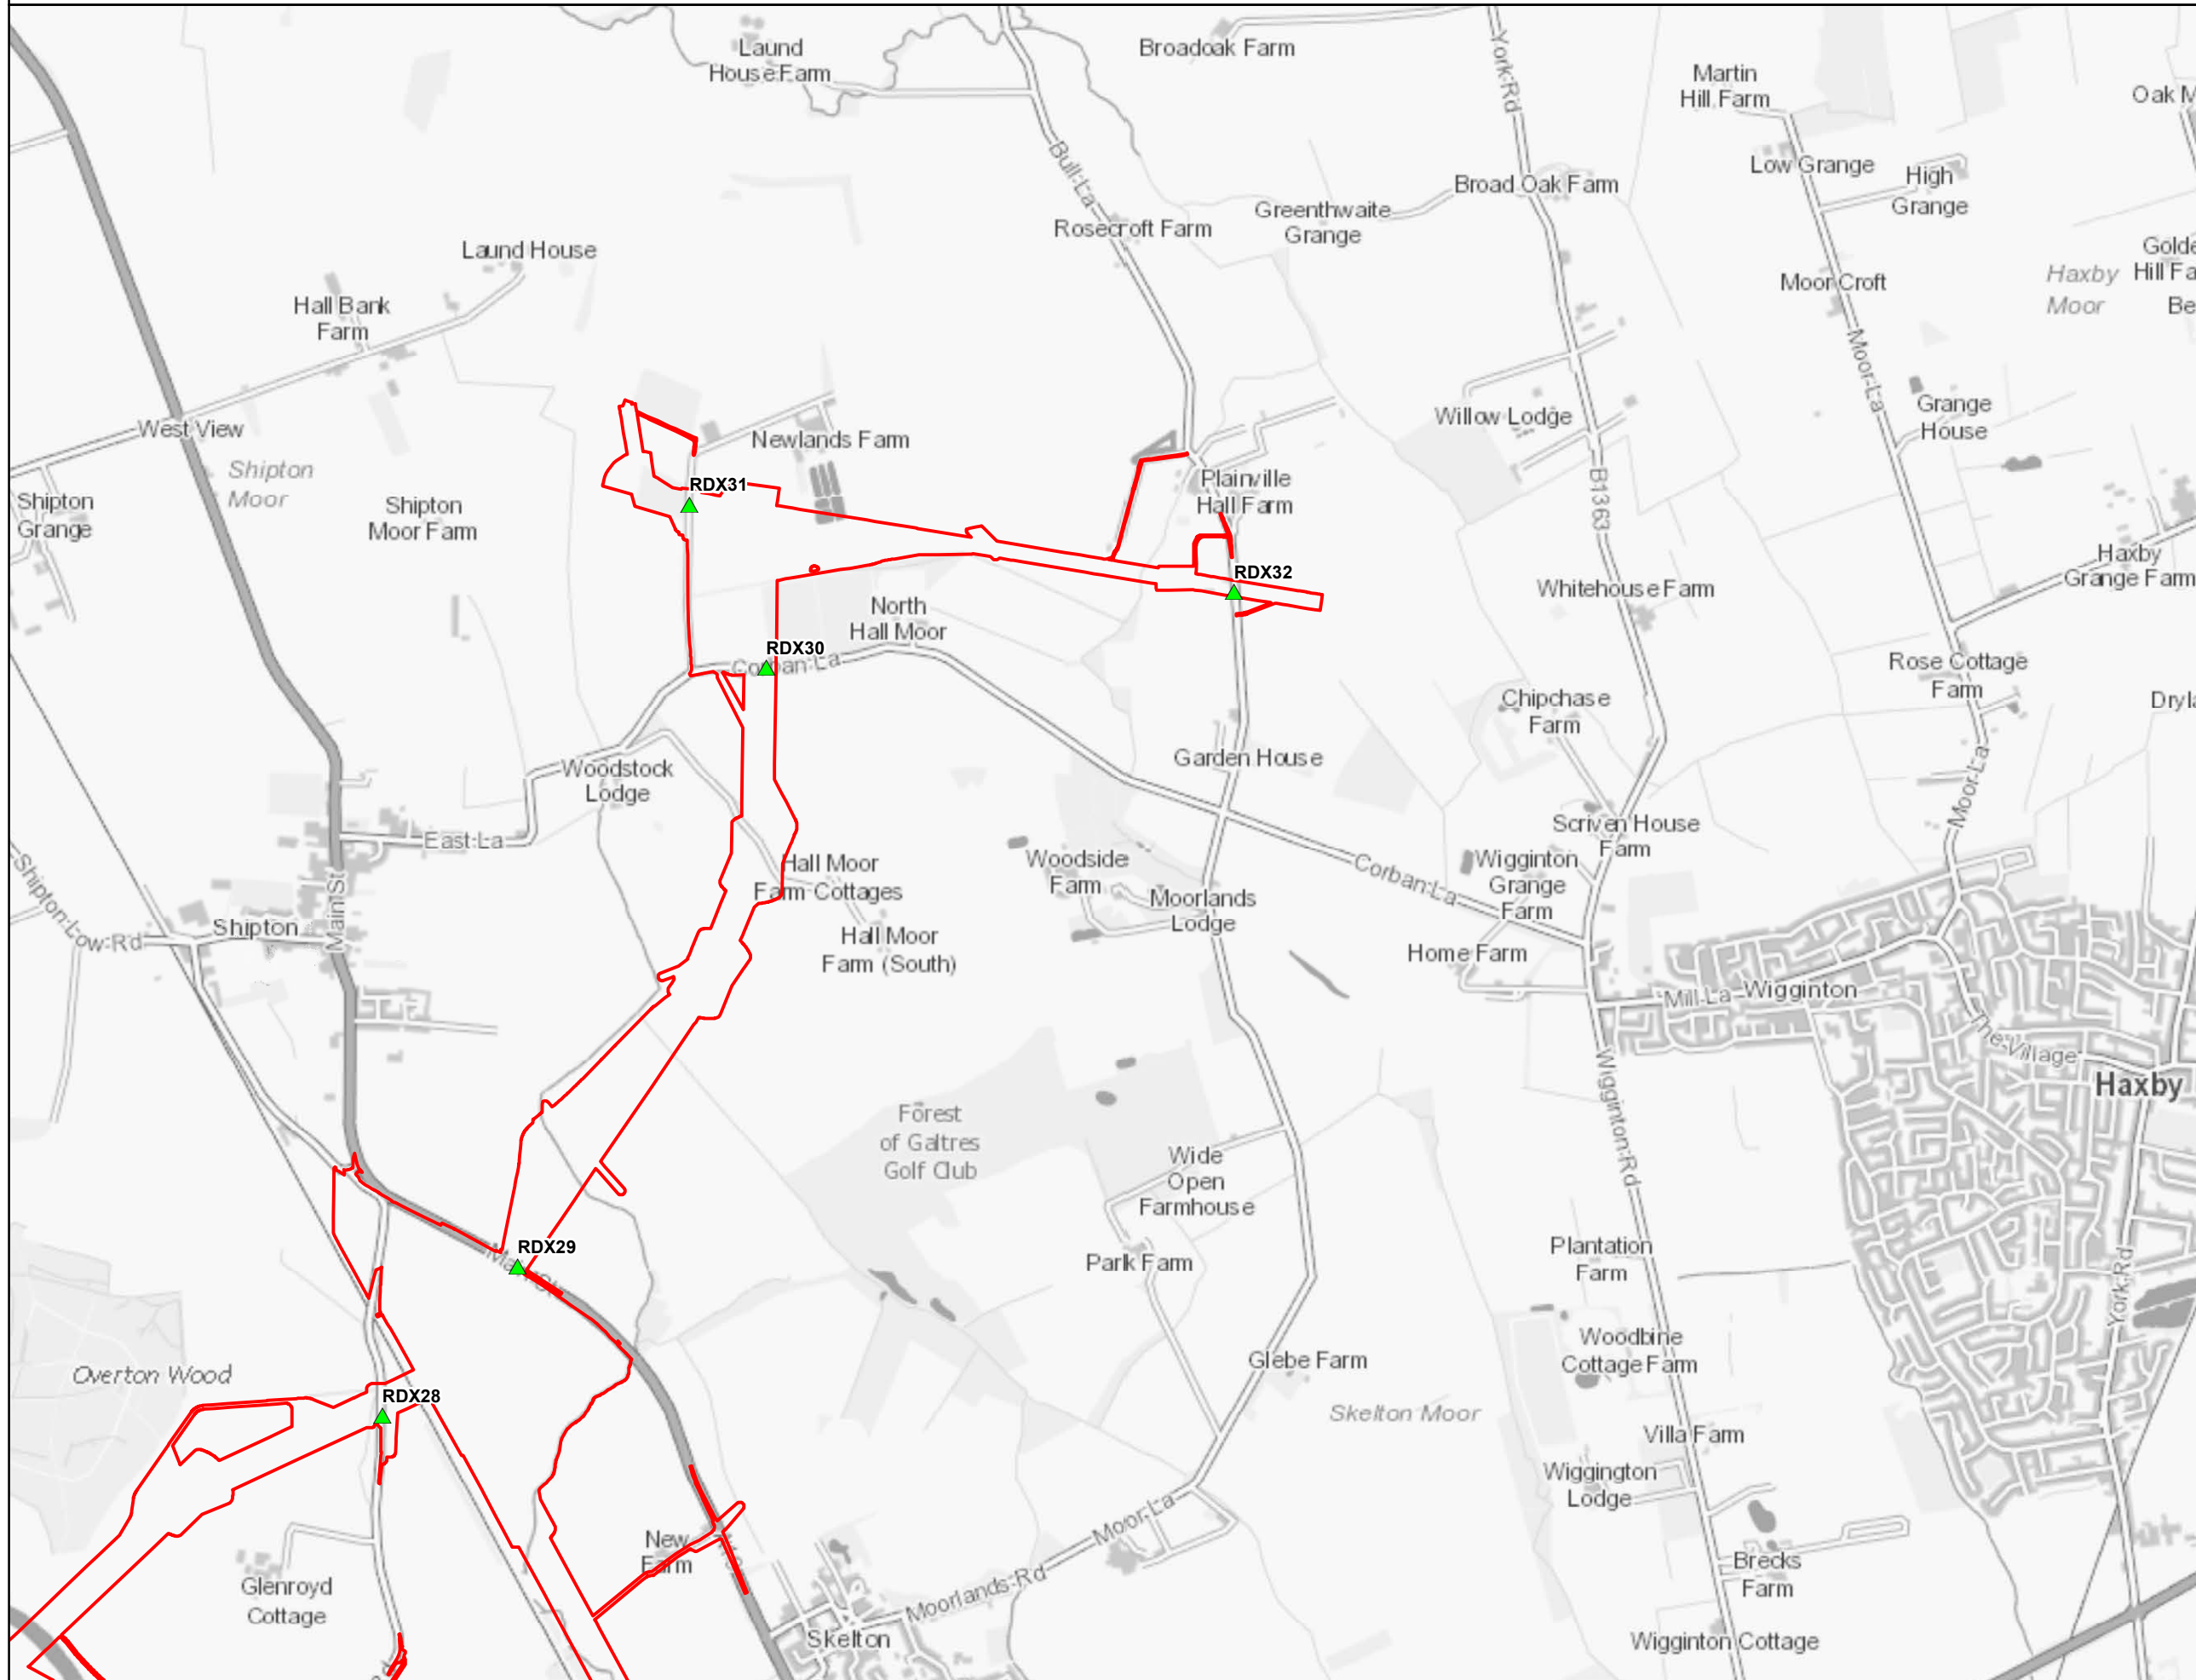 Laund
House Farm
Broadoak Farm
York Rd
Martin
Hill Farm
Oak M
Bull La
Low Grange
High
Grange
Broad Oak Farm
Greenthwaite
Grange
Rosecroft Farm
Laund House
Golde
Hill Fa
Haxby
Moor
Be
Moor Croft
Hall Bank
Farm
Moor La
West View
Newlands Farm
Willow Lodge
Grange
House
Shipton
Moor
Shipton
Grange
Shipton
Moor Farm
RDX31
Plainville
Hall Farm
B1363
Haxby
Grange Farm
RDX32
Whitehouse Farm
North
Hall Moor
RDX30
Corban La
Rose Cottage
Farm
Chipchase
Farm
Dryla
Garden House
Woodstock
Lodge
Moor La
East La
Scriven House
Farm
Hall Moor
Farm Cottages
Woodside
Farm
Corban La
Wigginton
Grange
Farm
Moorlands
Lodge
Shipton Low Rd
Shipton
Main St
Hall Moor
Farm (South)
Home Farm
Mill La
Wigginton
The Village
Haxby
Wigginton Rd
Forest
of Galtres
Golf Club
Wide
Open
Farmhouse
Park Farm
Plantation
Farm
RDX29
Main St
York Rd
Woodbine
Cottage Farm
Overton Wood
Glebe Farm
RDX28
Skelton Moor
Villa Farm
Wiggington
Lodge
Moor La
New
Farm
Brecks
Farm
Glenroyd
Cottage
Moorlands Rd
Skelton
Wigginton Cottage